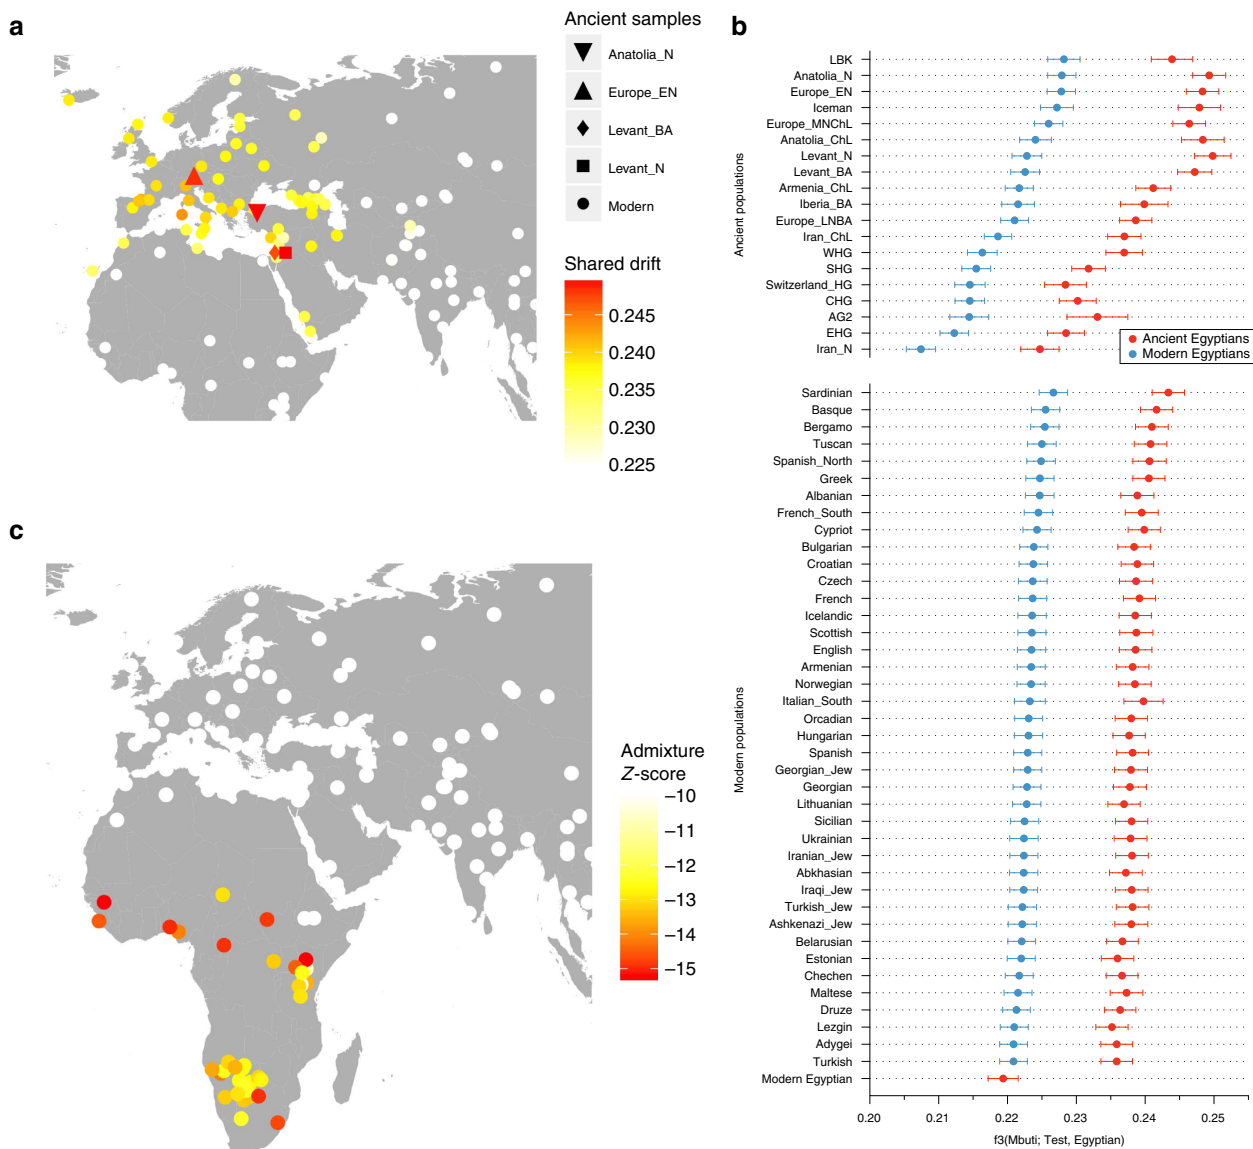 a
Ancient samples
Anatolia_N
Europe_EN
Levant_BA
Levant_N
Modern
Shared drift
0.245
0.240
0.235
0.230
0.225
b
Ancient populations
LBK
Anatolia_N
Europe_EN
Iceman
Europe_MNChL
Anatolia_ChL
Levant_N
Levant_BA
Armenia_ChL
Iberia_BA
Europe_LNBA
Iran_ChL
WHG
SHG
Switzerland_HG
CHG
AG2
EHG
Iran_N
Ancient Egyptians
Modern Egyptians
Modern populations
Sardinian
Basque
Bergamo
Tuscan
Spanish_North
Greek
Albanian
French_South
Cypriot
Bulgarian
Croatian
Czech
French
Icelandic
Scottish
English
Armenian
Norwegian
Italian_South
Orcadian
Hungarian
Spanish
Georgian_Jew
Georgian
Lithuanian
Sicilian
Ukrainian
Iranian_Jew
Abkhasian
Iraqi_Jew
Turkish_Jew
Ashkenazi_Jew
Belarusian
Estonian
Chechen
Maltese
Druze
Lezgin
Adygei
Turkish
Modern Egyptian
0.20 0.21 0.22 0.23 0.24 0.25
f3(Mbuti; Test, Egyptian)
c
Admixture
Z-score
−10
−11
−12
−13
−14
−15